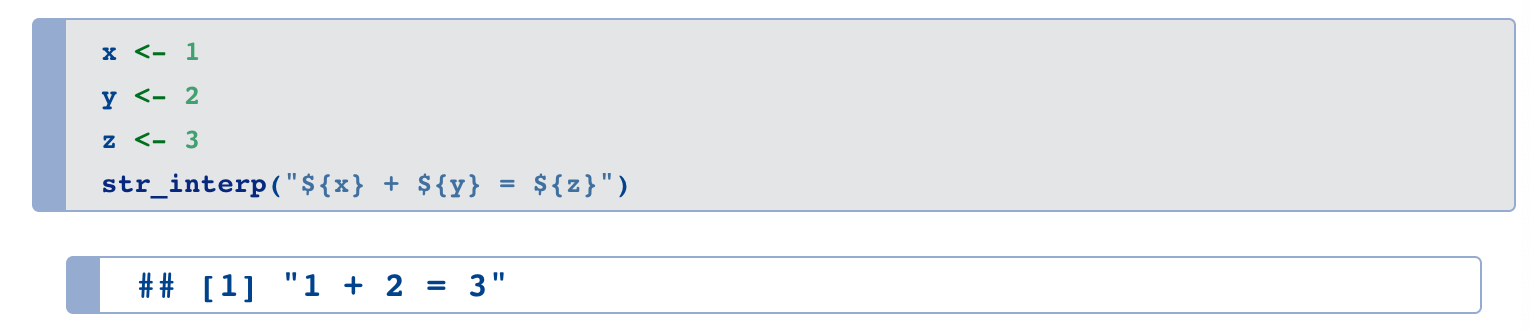 x <- 1
y <- 2
z <- 3
str_interp("${x} + ${y} = ${z}")
## [1] "1 + 2 = 3"